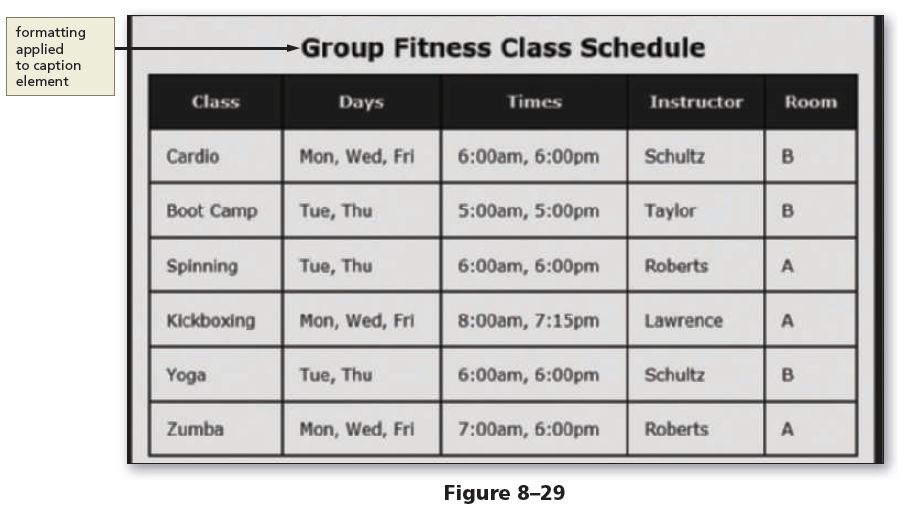 formatting
applied
to caption
element
Group Fitness Class Schedule
Class Days Times Instructor Room
Cardio Mon, Wed, Fri 6:00am, 6:00pm Schultz B
Boot Camp Tue, Thu 5:00am, 5:00pm Taylor B
Spinning Tue, Thu 6:00am, 6:00pm Roberts A
Kickboxing Mon, Wed, Fri 8:00am, 7:15pm Lawrence A
Yoga Tue, Thu 6:00am, 6:00pm Schultz B
Zumba Mon, Wed, Fri 7:00am, 6:00pm Roberts A
Figure 8–29